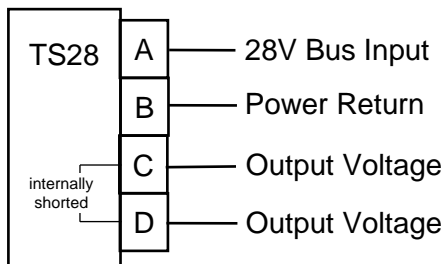 TS28
A
28V Bus Input
B
Power Return
C
Output Voltage
internally
shorted
D
Output Voltage